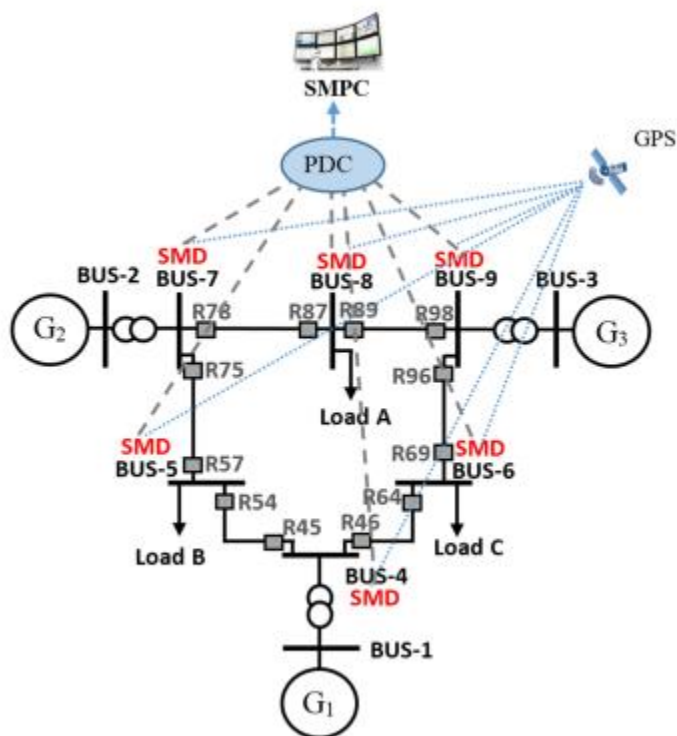 SMPC
GPS
PDC
SMD
SMD
SMD
BUS-2
BUS-7
BUS-8
BUS-9
BUS-3
R78
R87
R89
R98
G2
G3
R75
R96
Load A
SMD
SMD
BUS-5
R57
R69
BUS-6
R54
R64
R45
R46
Load B
Load C
BUS-4
SMD
BUS-1
G1